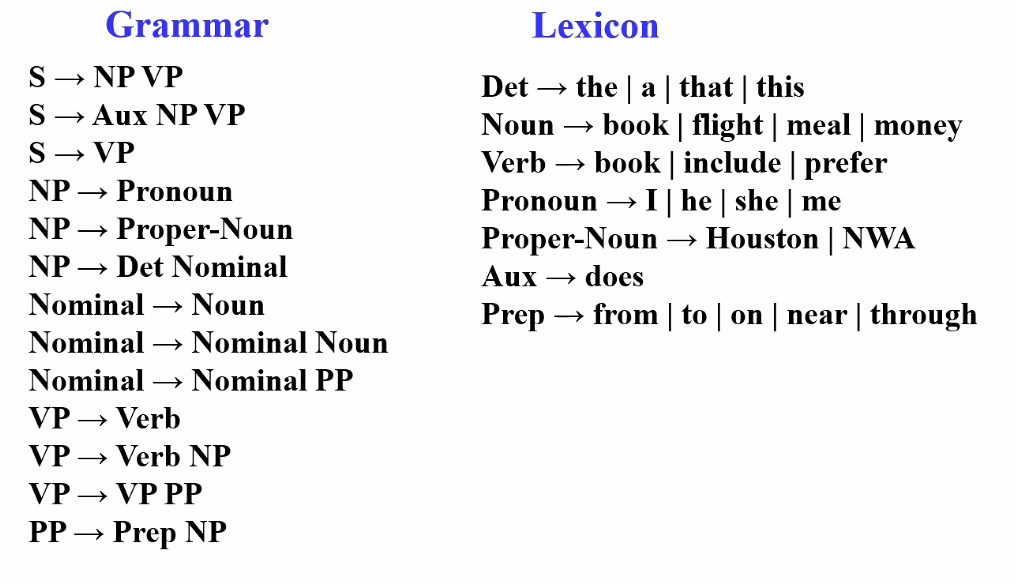 Grammar
S → NP VP
S → Aux NP VP
S → VP
NP → Pronoun
NP → Proper-Noun
NP → Det Nominal
Nominal → Noun
Nominal → Nominal Noun
Nominal → Nominal PP
VP → Verb
VP → Verb NP
VP → VP PP
PP → Prep NP
Lexicon
Det → the | a | that | this
Noun → book | flight | meal | money
Verb → book | include | prefer
Pronoun → I | he | she | me
Proper-Noun → Houston | NWA
Aux → does
Prep → from | to | on | near | through